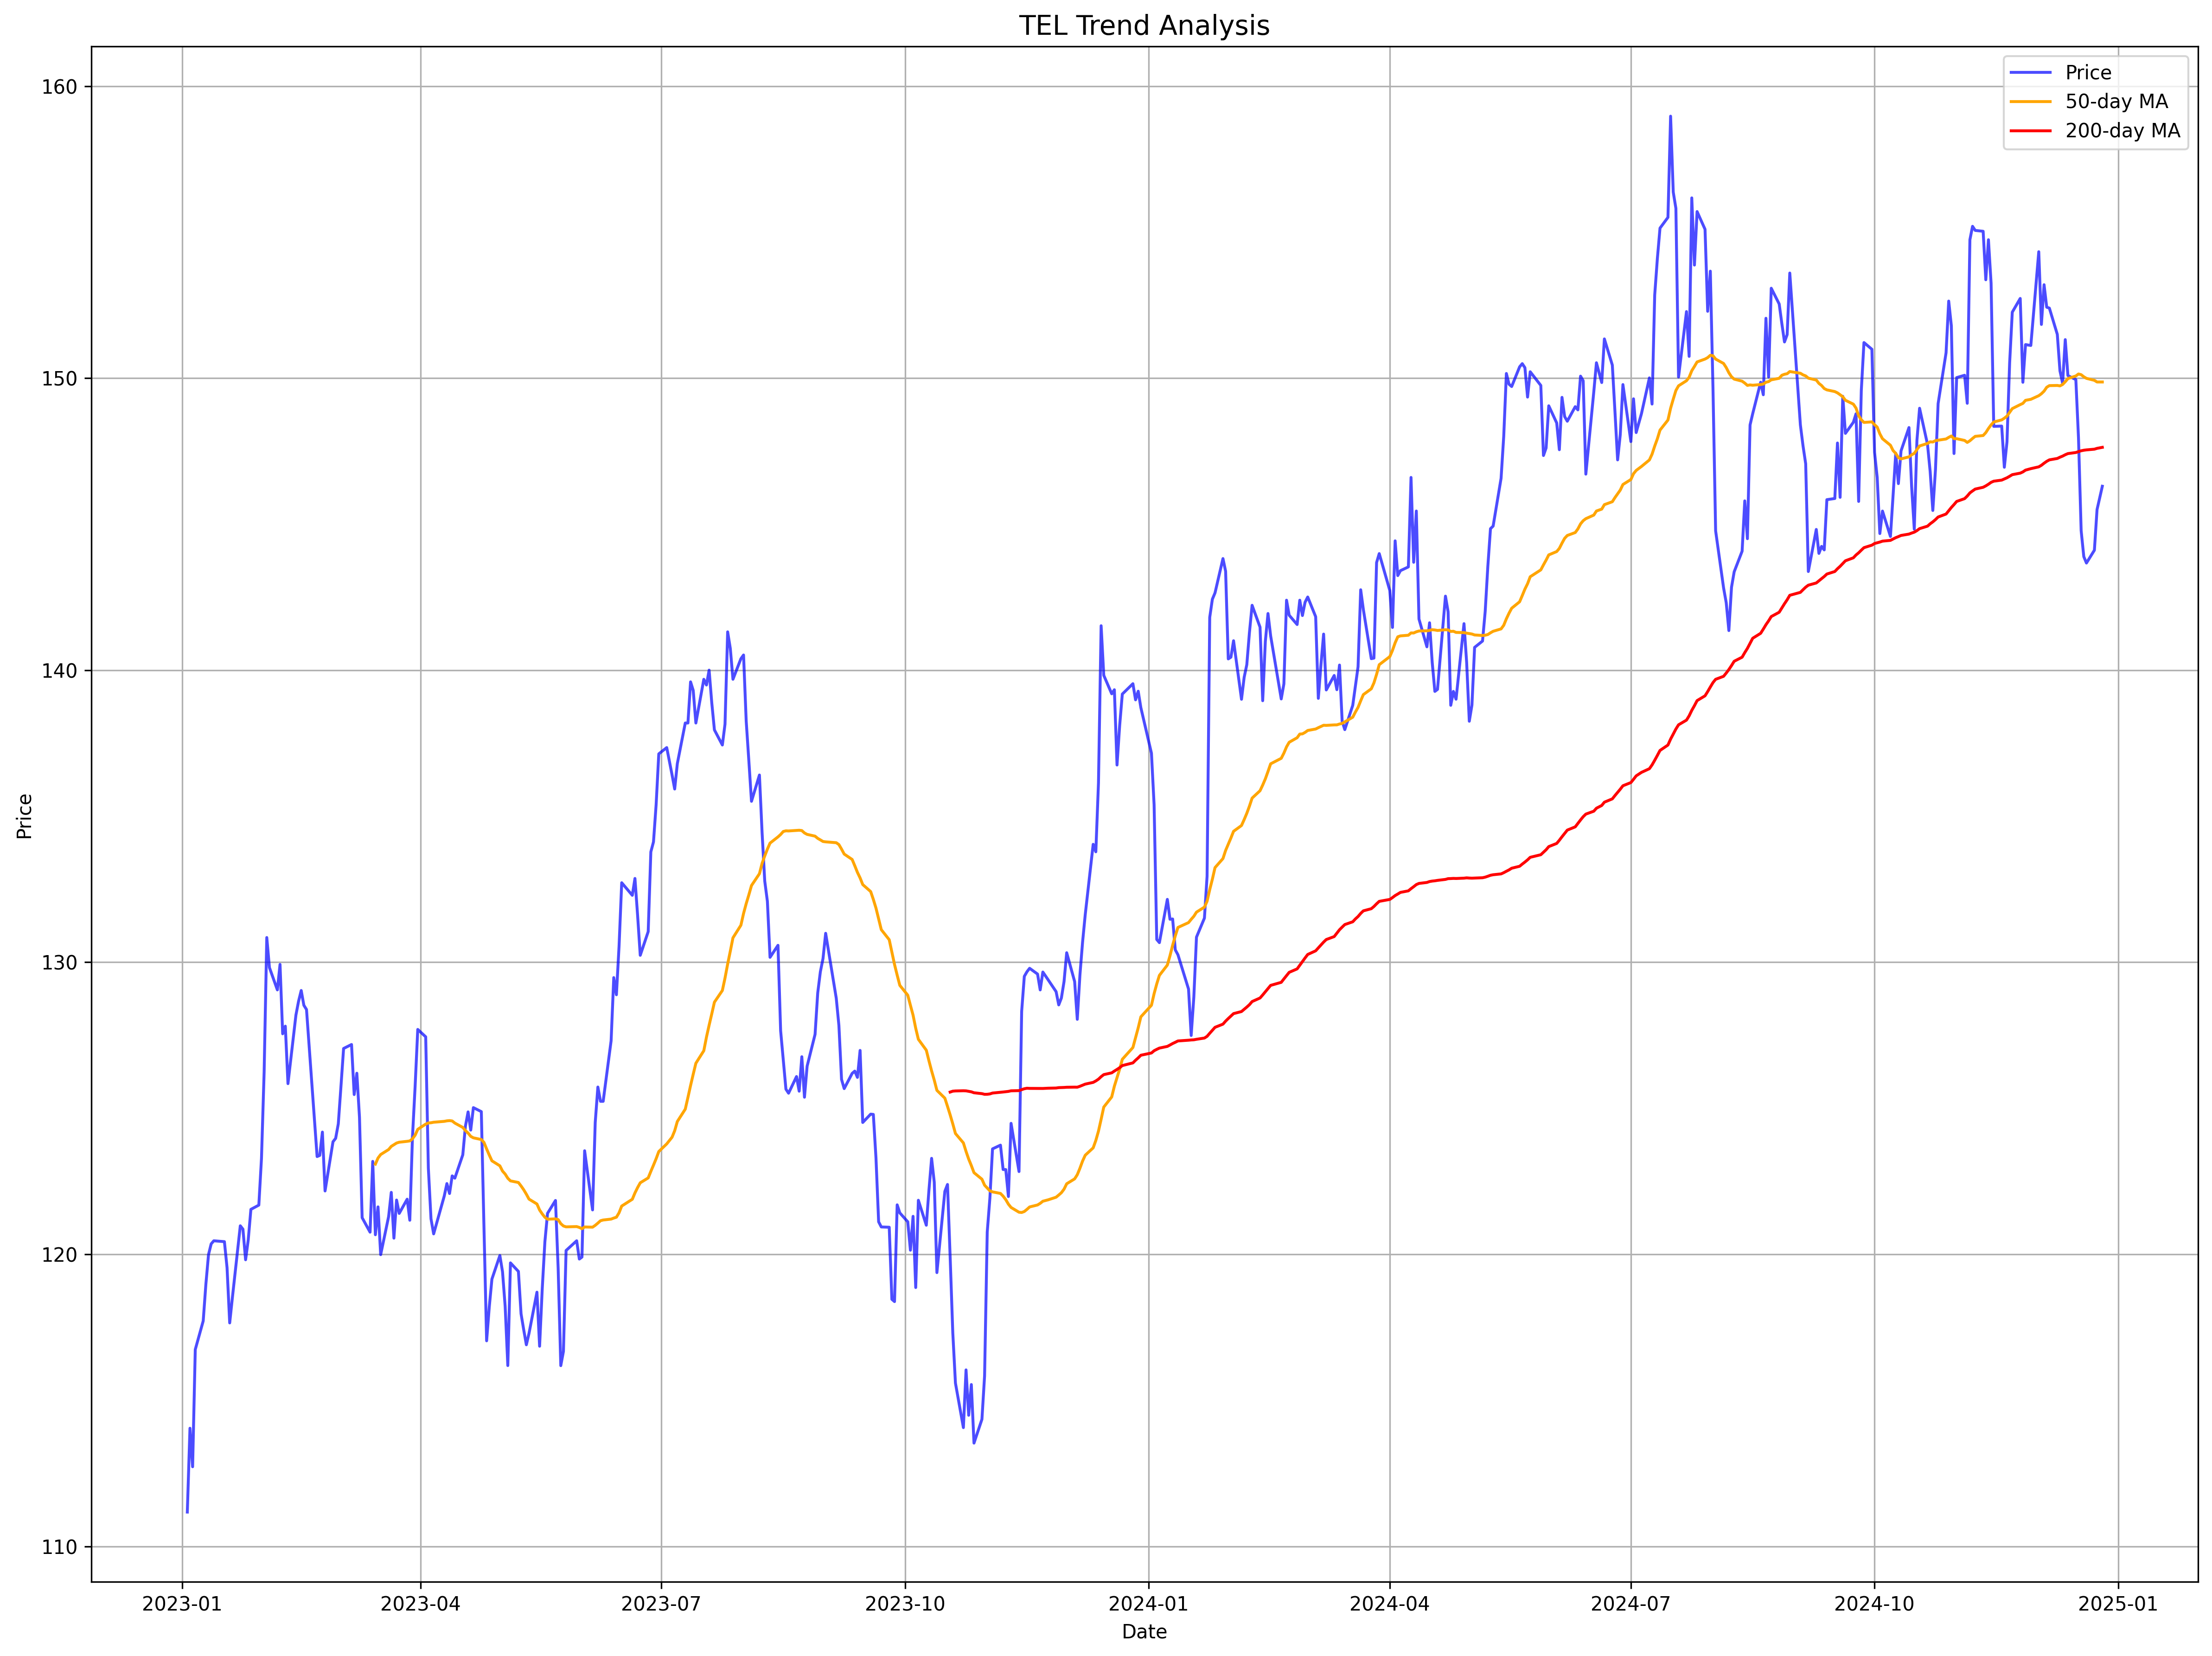 TEL Trend Analysis
Price
50-day MA
200-day MA
160
150
140
130
120
110
Price
2023-01
2023-04
2023-07
2023-10
2024-01
2024-04
2024-07
2024-10
2025-01
Date